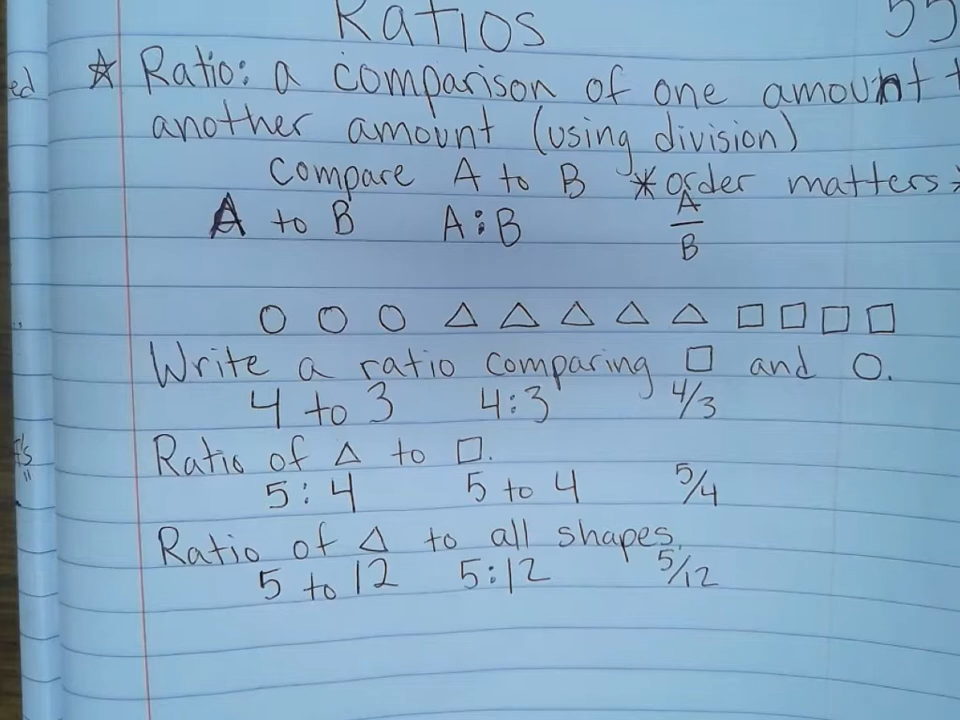 Ratios 55
ed
☆ Ratio: a comparison of one amount
another amount (using division)
Compare A to B *order matters*
A to B A:B A/B
○ ○ ○ △ △ △ △ △ □ □ □ □
Write a ratio comparing □ and ○.
4 to 3 4:3 4/3
Ratio of △ to □.
5:4 5 to 4 5/4
Ratio of △ to all shapes.
5 to 12 5:12 5/12